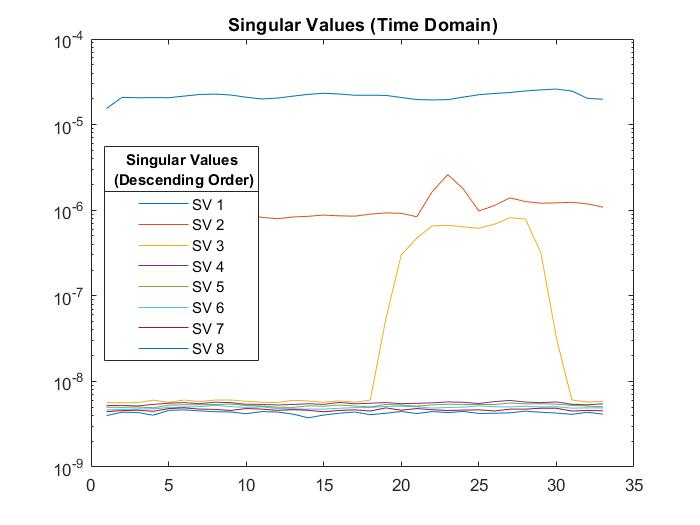 Singular Values (Time Domain)
10-4
10-5
10-6
10-7
10-8
10-9
Singular Values
(Descending Order)
SV 1
SV 2
SV 3
SV 4
SV 5
SV 6
SV 7
SV 8
0 5 10 15 20 25 30 35